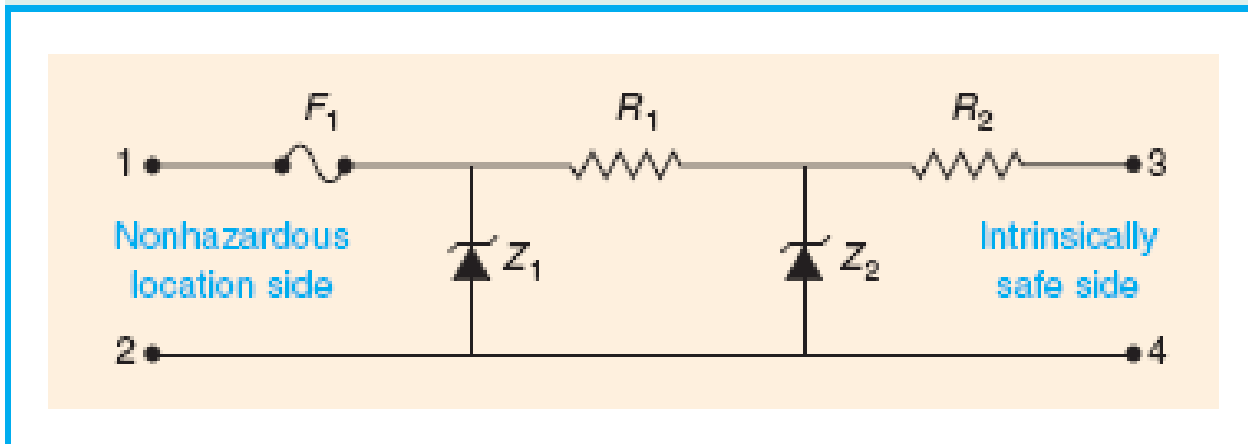 F₁ R₁ R₂
1 3
Nonhazardous
location side
Z₁ Z₂
Intrinsically
safe side
2 4